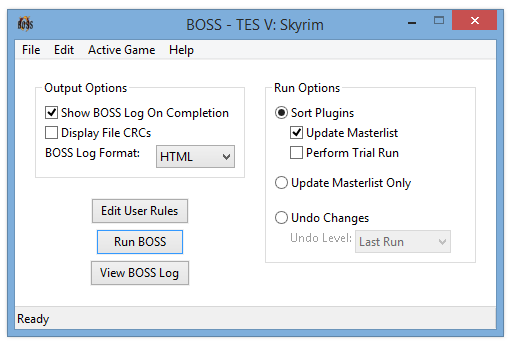 BOSS
BOSS - TES V: Skyrim
File Edit Active Game Help
Output Options
Show BOSS Log On Completion
Display File CRCs
BOSS Log Format: HTML
Edit User Rules
Run BOSS
View BOSS Log
Run Options
Sort Plugins
Update Masterlist
Perform Trial Run
Update Masterlist Only
Undo Changes
Undo Level: Last Run
Ready